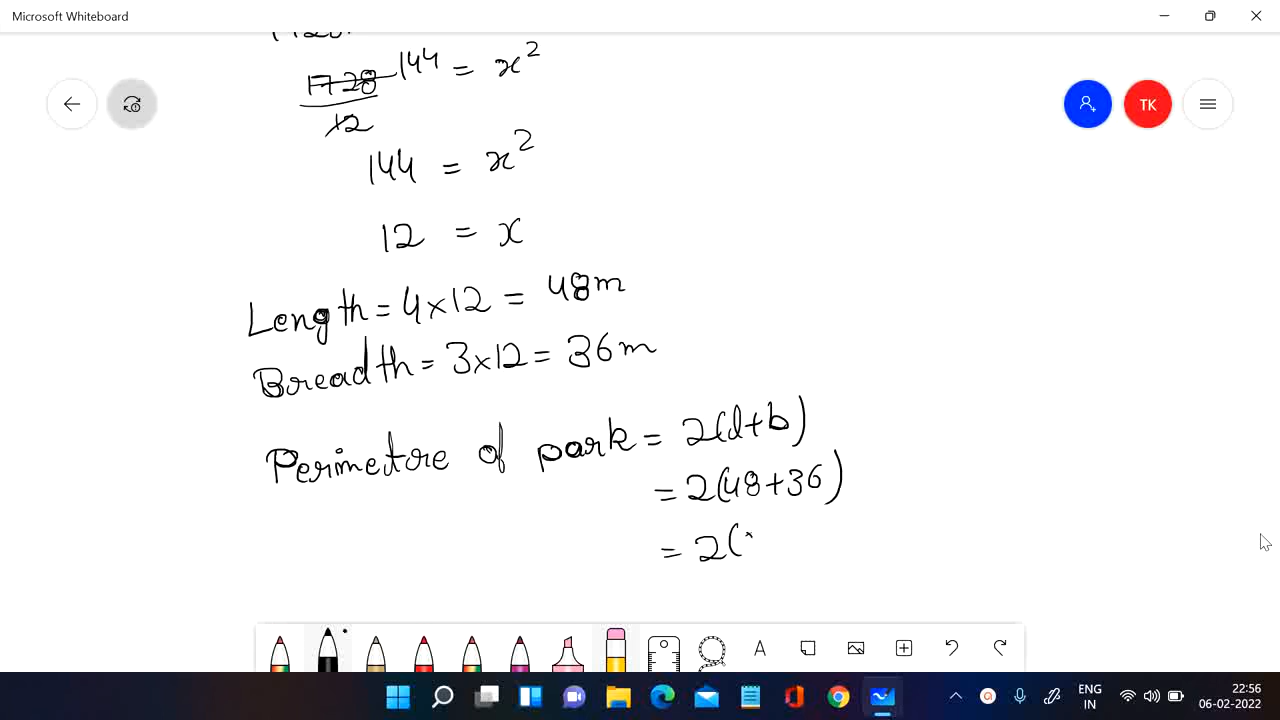 Microsoft Whiteboard
1728 144 = x²
12
144 = x²
12 = x
Length = 4×12 = 48m
Breadth = 3×12 = 36m
Perimetre of park = 2(l+b)
= 2(48+36)
= 2(
TK
A
ENG
IN
22:56
06-02-2022